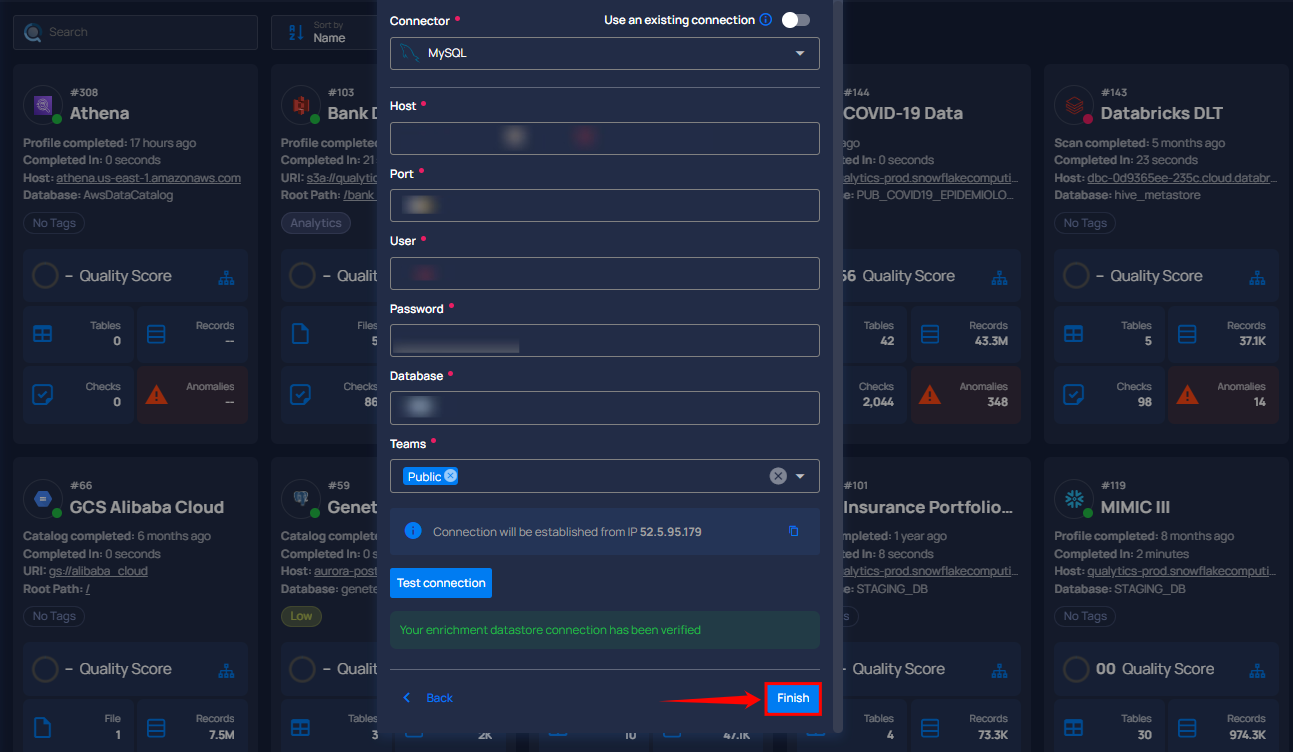 Search
Sort by
Name
#308
Athena
Profile completed: 17 hours ago
Completed In: 0 seconds
Host: athena.us-east-1.amazonaws.com
Database: AwsDataCatalog
No Tags
– Quality Score
Tables
0
Records
--
Checks
0
Anomalies
--
#103
Bank
Profile completed
Completed In: 21
URI: s3a://qualytic
Root Path: /bank_
Analytics
– Qualit
Files
5
Checks
86
Connector *
Use an existing connection
MySQL
Host *
Port *
User *
Password *
Database *
Teams *
Public
Connection will be established from IP 52.5.95.179
Test connection
Your enrichment datastore connection has been verified
Back
Finish
#144
COVID-19 Data
ago
Completed In: 0 seconds
alytics-prod.snowflakecomputi...
e: PUB_COVID19_EPIDEMIOLO...
56 Quality Score
Tables
42
Records
43.3M
Checks
2,044
Anomalies
348
#143
Databricks DLT
Scan completed: 5 months ago
Completed In: 23 seconds
Host: dbc-0d9365ee-235c.cloud.databr...
Database: hive_metastore
No Tags
– Quality Score
Tables
5
Records
37.1K
Checks
98
Anomalies
14
#66
GCS Alibaba Cloud
Catalog completed: 6 months ago
Completed In: 0 seconds
URI: gs://alibaba_cloud
Root Path: /
No Tags
– Quality Score
File
1
Records
7.5M
#59
Genet
Catalog completed
Completed In: 0 s
Host: aurora-post
Database: genete
Low
– Qualit
Tables
3
2K
10
47.1K
#101
Insurance Portfolio...
mpleted: 1 year ago
d In: 8 seconds
alytics-prod.snowflakecomputi...
e: STAGING_DB
s
- Quality Score
Tables
4
Records
73.3K
#119
MIMIC III
Profile completed: 8 months ago
Completed In: 2 minutes
Host: qualytics-prod.snowflakecomputi...
Database: STAGING_DB
No Tags
00 Quality Score
Tables
30
Records
974.3K